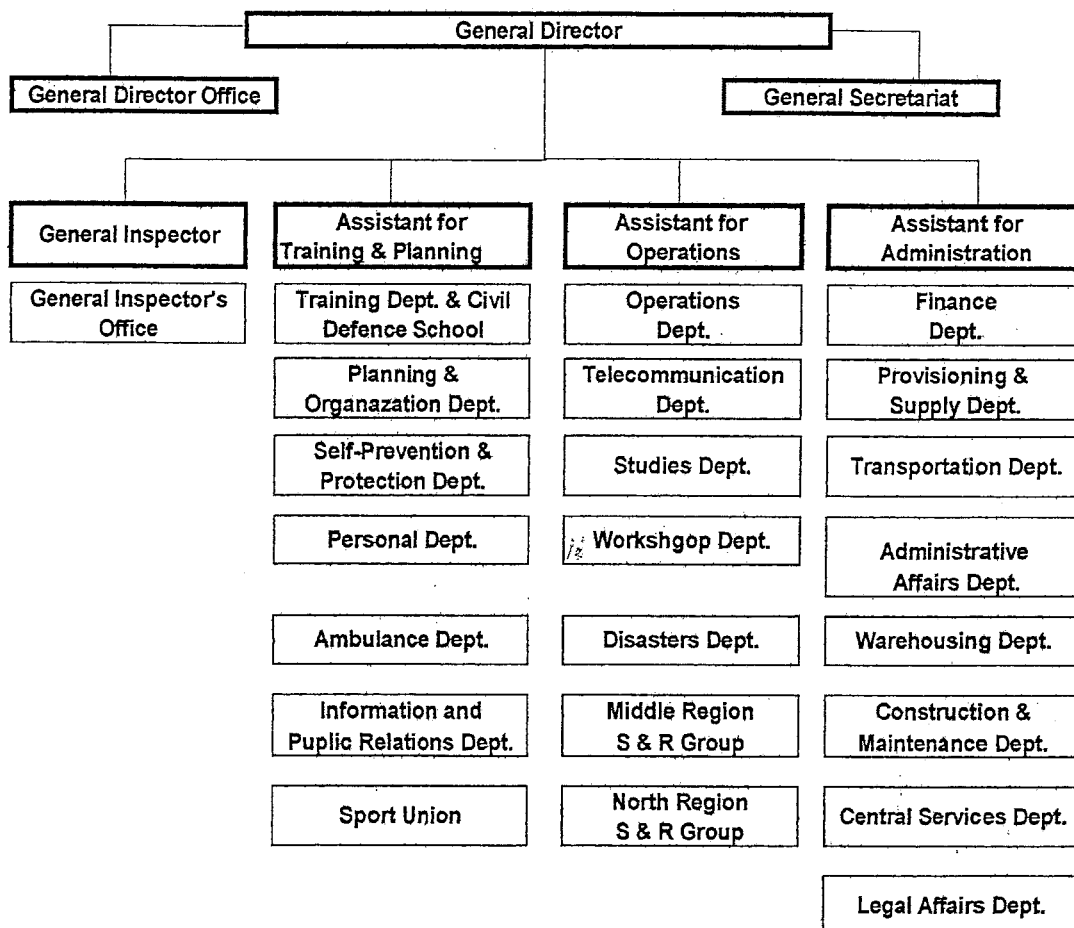 General Director
General Director Office
General Secretariat
General Inspector
Assistant for
Training & Planning
Assistant for
Operations
Assistant for
Administration
General Inspector's
Office
Training Dept. & Civil
Defence School
Operations
Dept.
Finance
Dept.
Planning &
Organazation Dept.
Telecommunication
Dept.
Provisioning &
Supply Dept.
Self-Prevention &
Protection Dept.
Studies Dept.
Transportation Dept.
Personal Dept.
Workshgop Dept.
Administrative
Affairs Dept.
Ambulance Dept.
Disasters Dept.
Warehousing Dept.
Information and
Puplic Relations Dept.
Middle Region
S & R Group
Construction &
Maintenance Dept.
Sport Union
North Region
S & R Group
Central Services Dept.
Legal Affairs Dept.